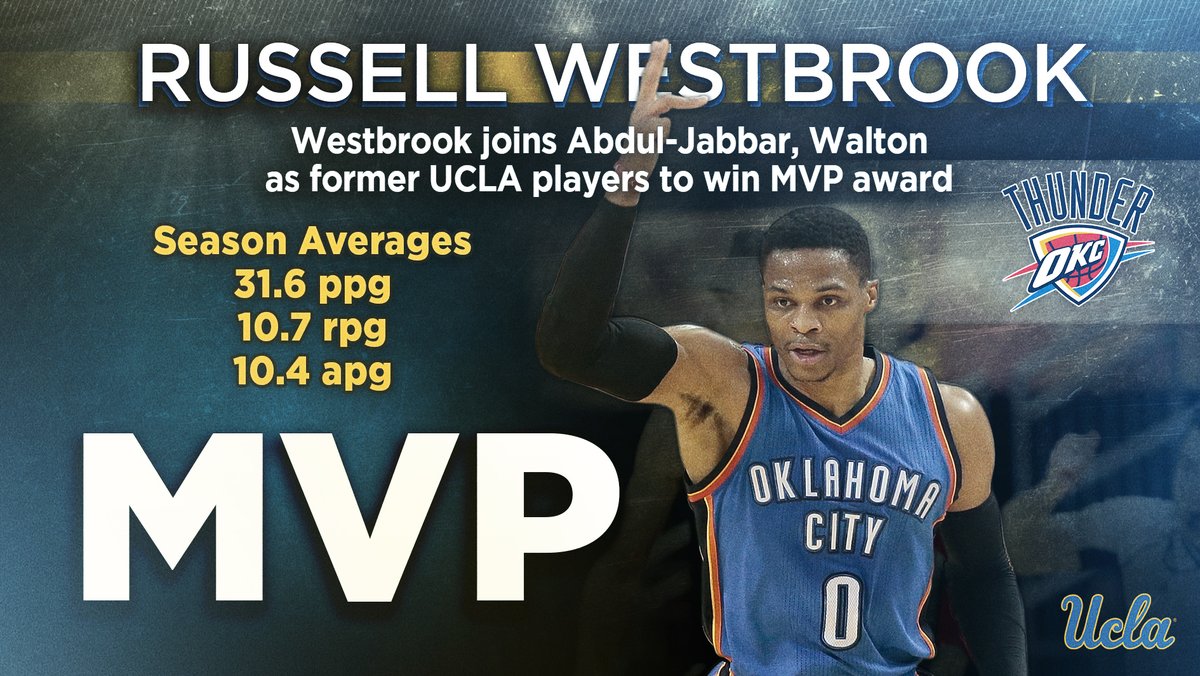 RUSSELL WESTBROOK
Westbrook joins Abdul-Jabbar, Walton
as former UCLA players to win MVP award
THUNDER
OKC
Season Averages
31.6 ppg
10.7 rpg
10.4 apg
MVP
OKLAHOMA
CITY
0
Ucla